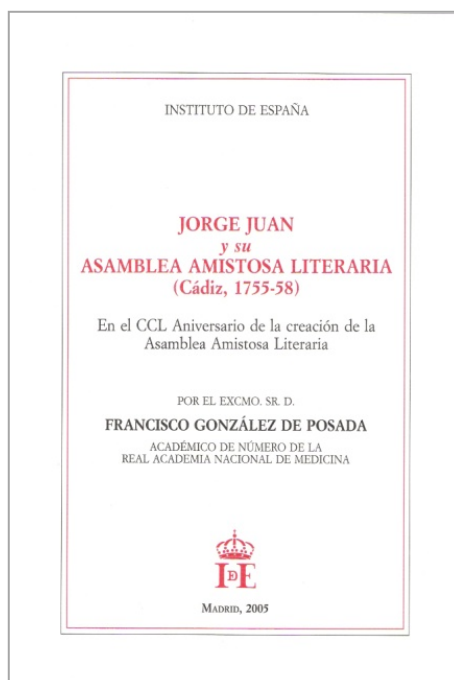 INSTITUTO DE ESPAÑA
JORGE JUAN
y su
ASAMBLEA AMISTOSA LITERARIA
(Cádiz, 1755-58)
En el CCL Aniversario de la creación de la
Asamblea Amistosa Literaria
POR EL EXCMO. SR. D.
FRANCISCO GONZÁLEZ DE POSADA
ACADÉMICO DE NÚMERO DE LA
REAL ACADEMIA NACIONAL DE MEDICINA
IDE
MADRID, 2005